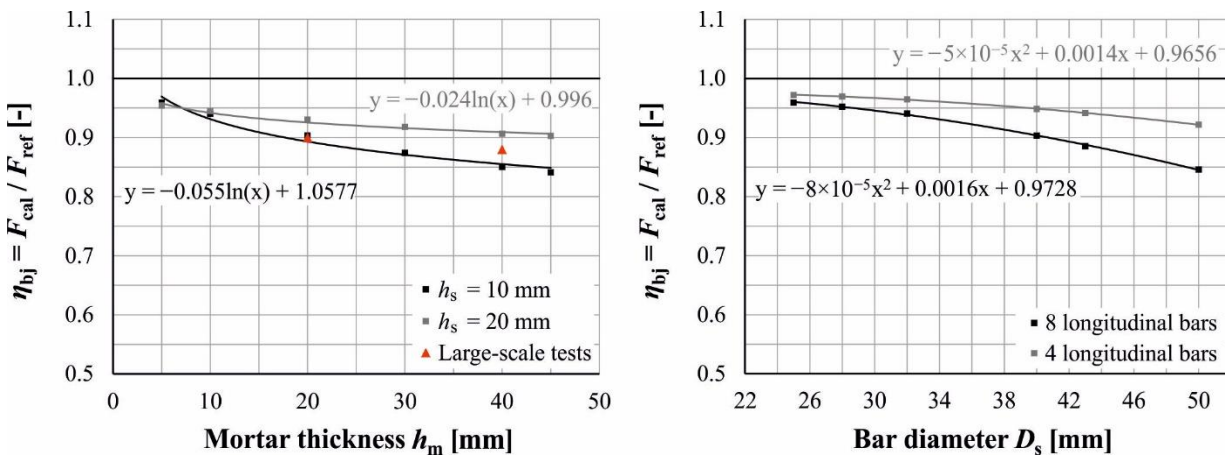 η_bj = F_cal / F_ref [-]
1.1
1.0
0.9
0.8
0.7
0.6
0.5
y = −0.024ln(x) + 0.996
y = −0.055ln(x) + 1.0577
h_s = 10 mm
h_s = 20 mm
Large-scale tests
0 10 20 30 40 50
Mortar thickness h_m [mm]
η_bj = F_cal / F_ref [-]
1.1
1.0
0.9
0.8
0.7
0.6
0.5
y = −5×10⁻⁵x² + 0.0014x + 0.9656
y = −8×10⁻⁵x² + 0.0016x + 0.9728
8 longitudinal bars
4 longitudinal bars
22 26 30 34 38 42 46 50
Bar diameter D_s [mm]